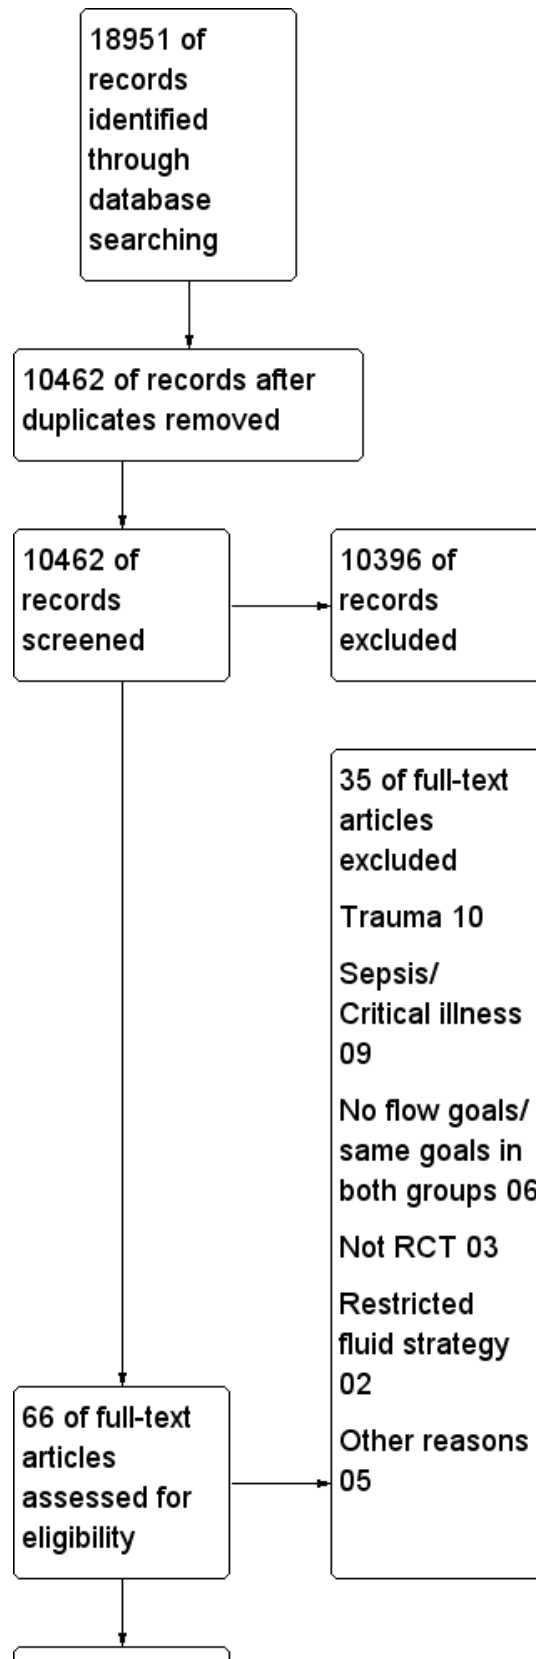 18951 of
records
identified
through
database
searching
10462 of records after
duplicates removed
10462 of
records
screened
10396 of
records
excluded
35 of full-text
articles
excluded
Trauma 10
Sepsis/
Critical illness
09
No flow goals/
same goals in
both groups 06
Not RCT 03
Restricted
fluid strategy
02
Other reasons
05
66 of full-text
articles
assessed for
eligibility